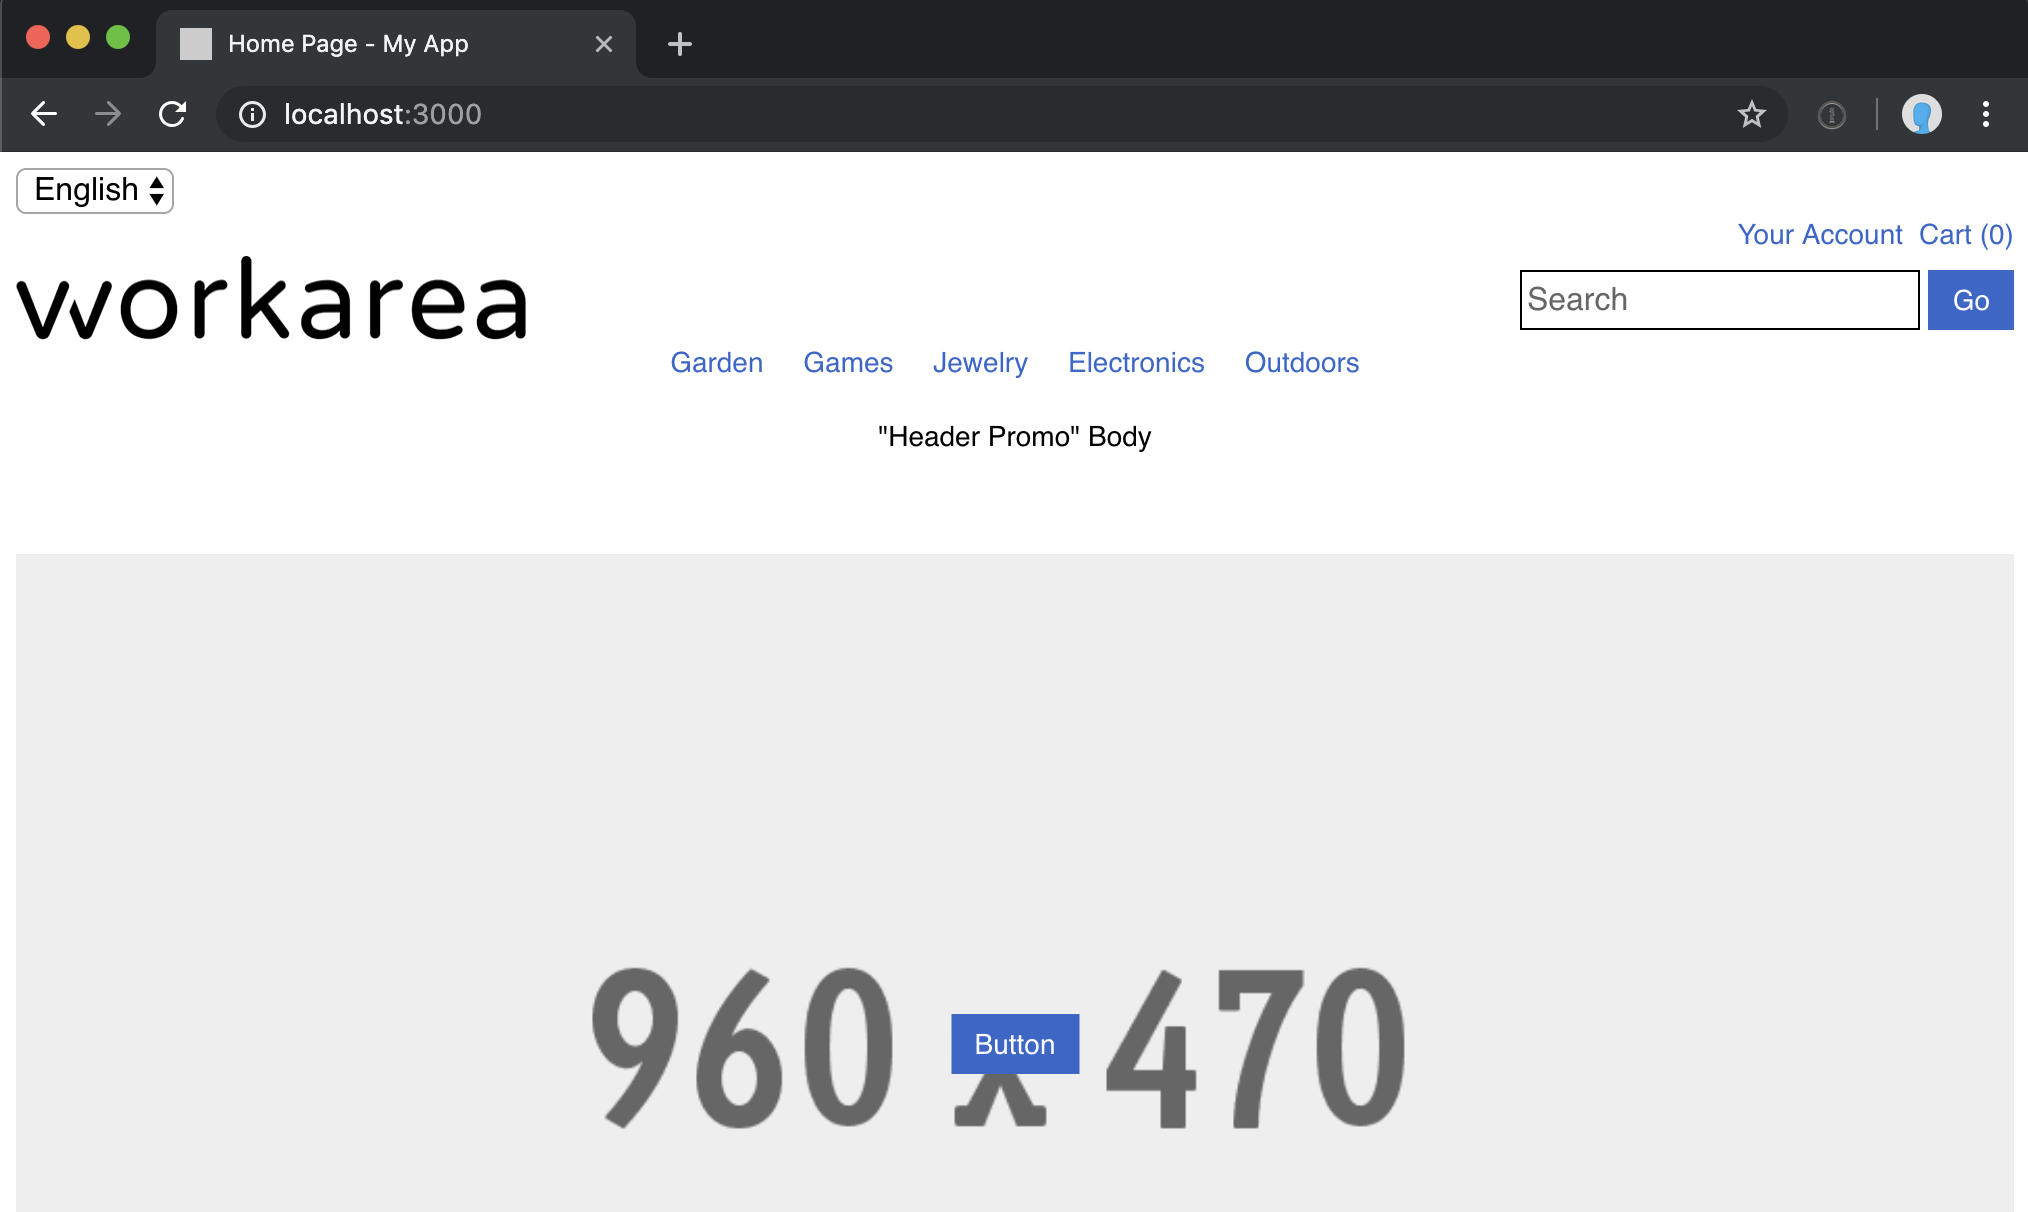 Home Page - My App
localhost:3000
English
Your Account Cart (0)
workarea
Search Go
Garden Games Jewelry Electronics Outdoors
"Header Promo" Body
960 x 470
Button